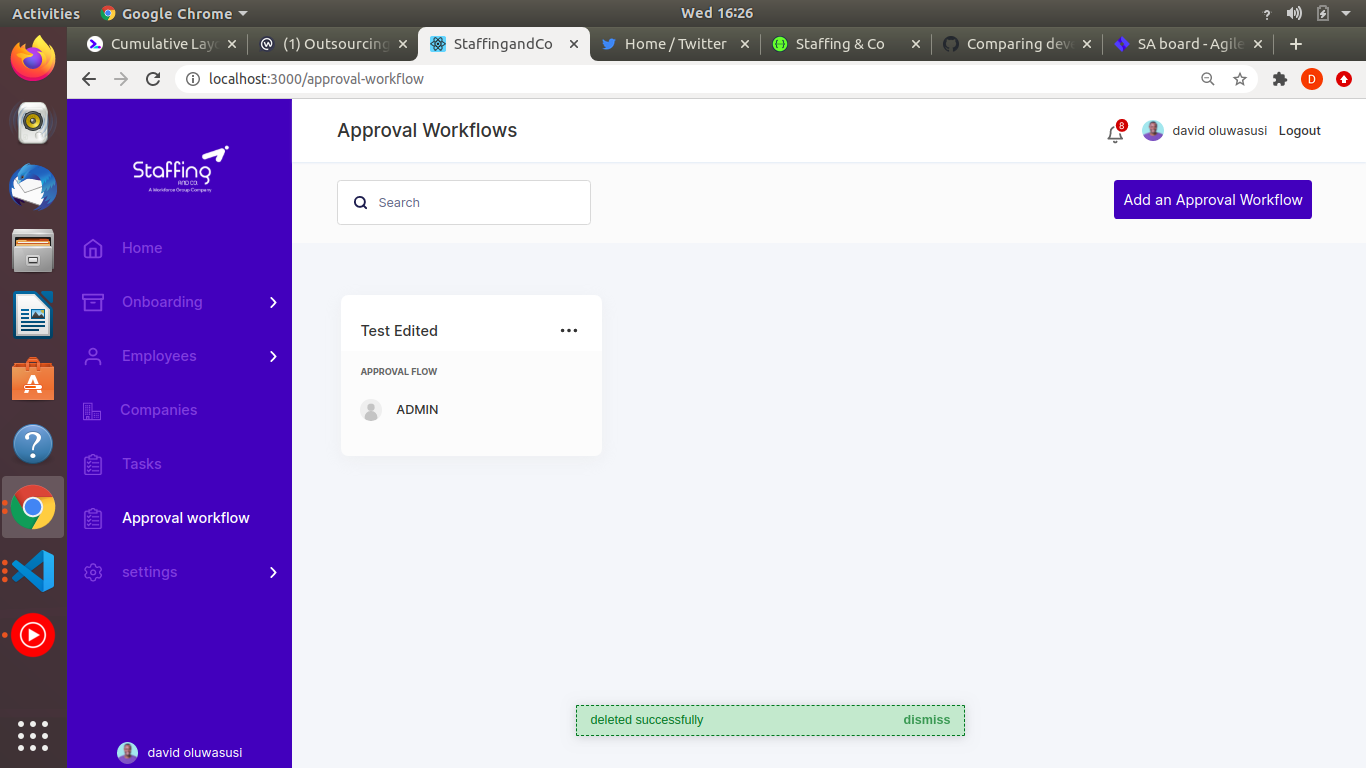 Activities Google Chrome Wed 16:26
Cumulative Layo (1) Outsourcing StaffingandCo Home / Twitter Staffing & Co Comparing deve SA board - Agile
localhost:3000/approval-workflow D
Staffing
AND CO.
A Workforce Group Company
Approval Workflows
8 david oluwasusi Logout
Search
Add an Approval Workflow
Home
Onboarding
Employees
Companies
Tasks
Approval workflow
settings
david oluwasusi
Test Edited
APPROVAL FLOW
ADMIN
deleted successfully dismiss